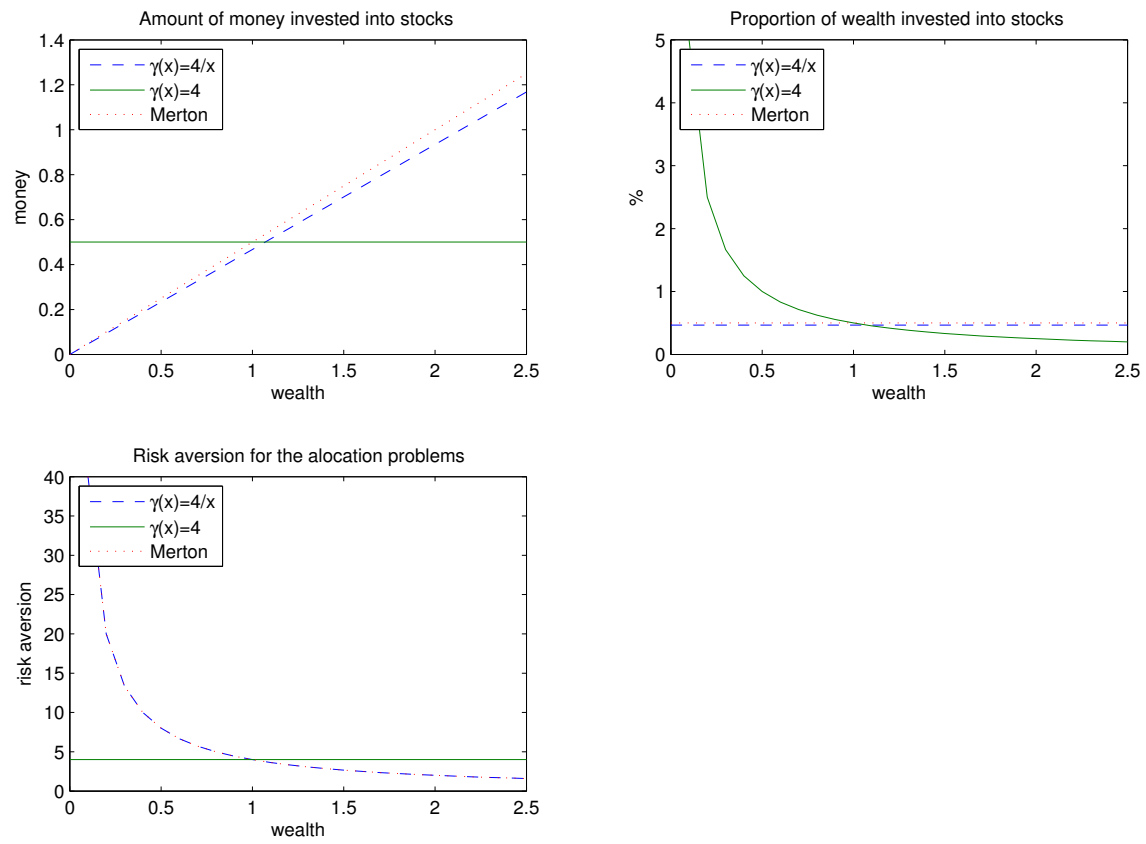 Amount of money invested into stocks
1.4
1.2
1
0.8
0.6
0.4
0.2
0
money
γ(x)=4/x
γ(x)=4
Merton
0 0.5 1 1.5 2 2.5
wealth
Proportion of wealth invested into stocks
5
4
3
2
1
0
%
γ(x)=4/x
γ(x)=4
Merton
0 0.5 1 1.5 2 2.5
wealth
Risk aversion for the alocation problems
40
35
30
25
20
15
10
5
0
risk aversion
γ(x)=4/x
γ(x)=4
Merton
0 0.5 1 1.5 2 2.5
wealth